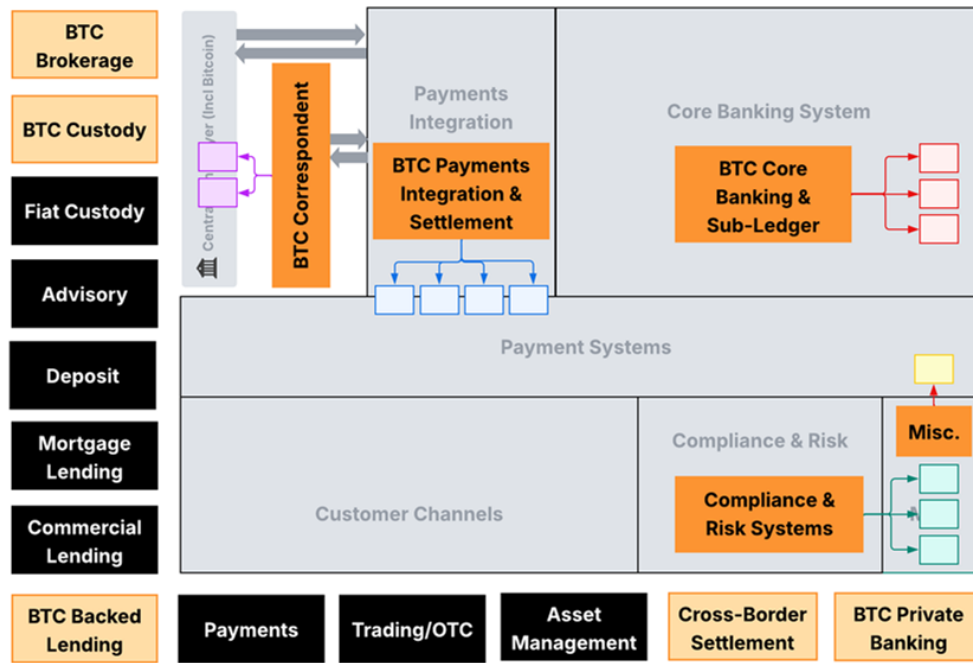 BTC
Brokerage
BTC Custody
Fiat Custody
Advisory
Deposit
Mortgage
Lending
Commercial
Lending
BTC Backed
Lending
(Incl Bitcoin)
BTC Correspondent
Payments
Integration
BTC Payments
Integration &
Settlement
Core Banking System
BTC Core
Banking &
Sub-Ledger
Payment Systems
Customer Channels
Compliance & Risk
Compliance &
Risk Systems
Misc.
Payments
Trading/OTC
Asset
Management
Cross-Border
Settlement
BTC Private
Banking